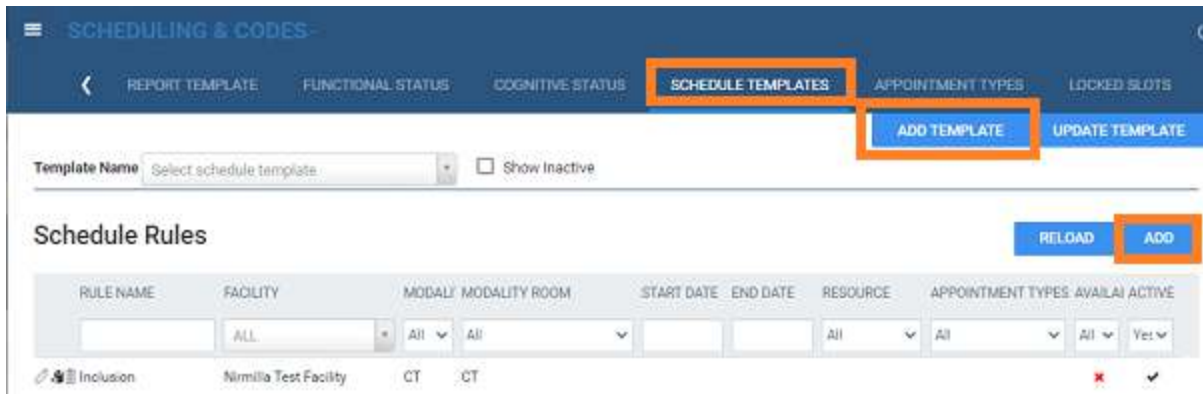 SCHEDULING & CODES-
REPORT TEMPLATE FUNCTIONAL STATUS COGNITIVE STATUS SCHEDULE TEMPLATES APPOINTMENT TYPES LOCKED SLOTS
ADD TEMPLATE UPDATE TEMPLATE
Template Name Select schedule template Show Inactive
Schedule Rules RELOAD ADD
RULE NAME FACILITY MODALI MODALITY ROOM START DATE END DATE RESOURCE APPOINTMENT TYPES AVAILAI ACTIVE
ALL All All All All All Yes
Inclusion Nirmilla Test Facility CT CT